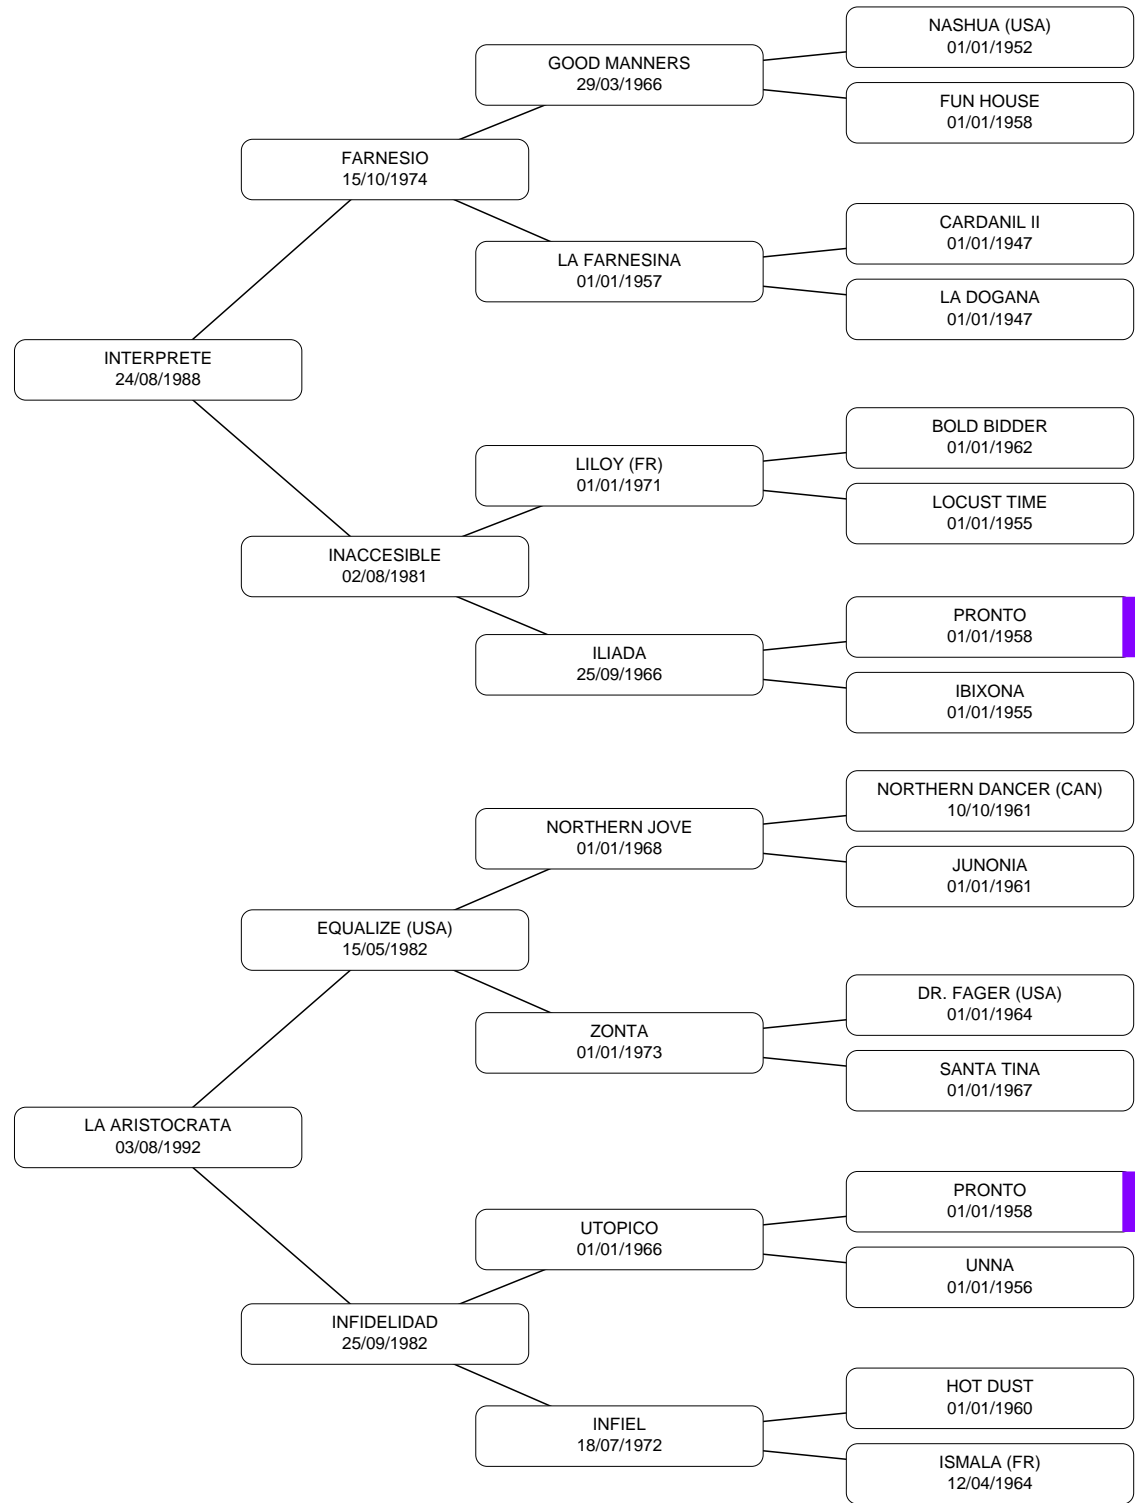 NASHUA (USA)
01/01/1952
GOOD MANNERS
29/03/1966
FUN HOUSE
01/01/1958
FARNESIO
15/10/1974
CARDANIL II
01/01/1947
LA FARNESINA
01/01/1957
LA DOGANA
01/01/1947
INTERPRETE
24/08/1988
BOLD BIDDER
01/01/1962
LILOY (FR)
01/01/1971
LOCUST TIME
01/01/1955
INACCESIBLE
02/08/1981
PRONTO
01/01/1958
ILIADA
25/09/1966
IBIXONA
01/01/1955
NORTHERN DANCER (CAN)
10/10/1961
NORTHERN JOVE
01/01/1968
JUNONIA
01/01/1961
EQUALIZE (USA)
15/05/1982
DR. FAGER (USA)
01/01/1964
ZONTA
01/01/1973
SANTA TINA
01/01/1967
LA ARISTOCRATA
03/08/1992
PRONTO
01/01/1958
UTOPICO
01/01/1966
UNNA
01/01/1956
INFIDELIDAD
25/09/1982
HOT DUST
01/01/1960
INFIEL
18/07/1972
ISMALA (FR)
12/04/1964